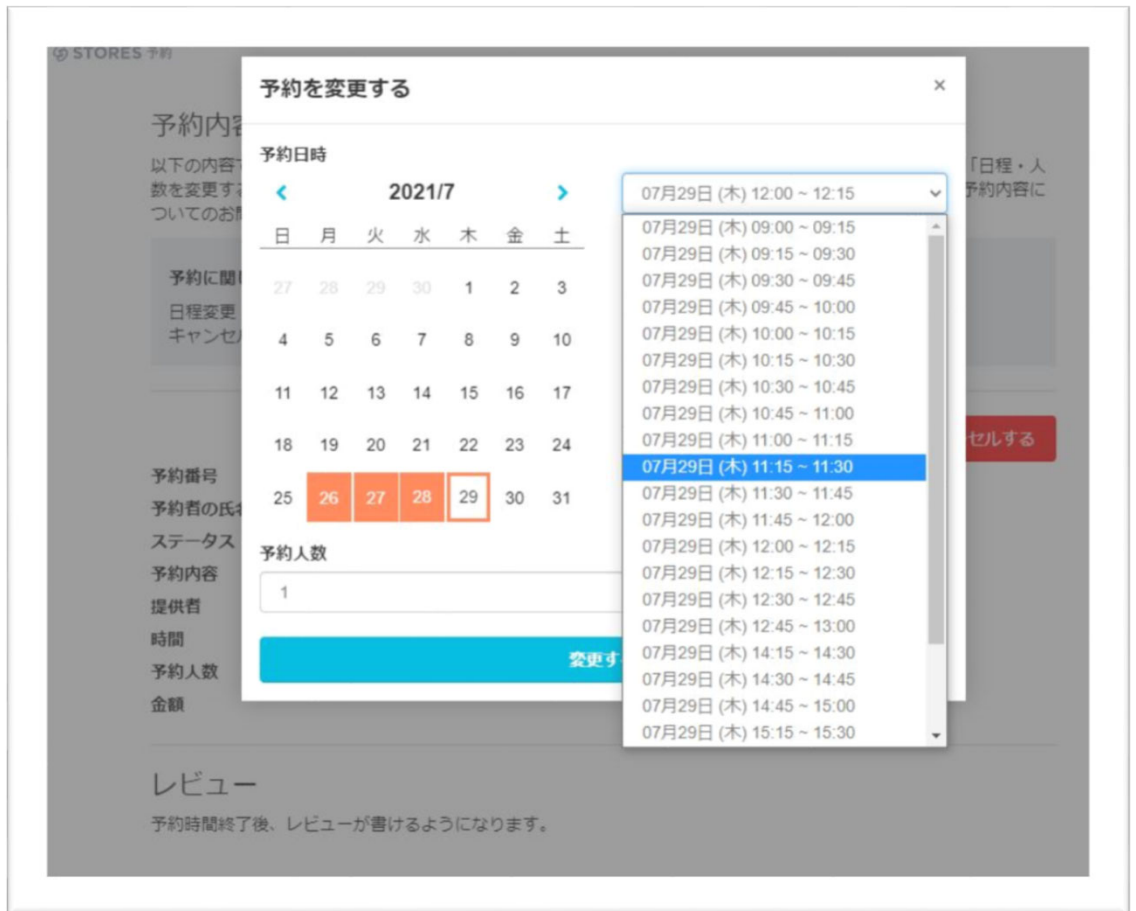 STORES 予約
予約を変更する
×
予約内容
以下の内容
「日程・人
数を変更す
予約内容に
ついてのお
予約に関
日程変更
キャンセ
セルする
予約日時
2021/7
日 月 火 水 木 金 土
27 28 29 30 1 2 3
4 5 6 7 8 9 10
11 12 13 14 15 16 17
18 19 20 21 22 23 24
25 26 27 28 29 30 31
07月29日 (木) 12:00 ~ 12:15
07月29日 (木) 09:00 ~ 09:15
07月29日 (木) 09:15 ~ 09:30
07月29日 (木) 09:30 ~ 09:45
07月29日 (木) 09:45 ~ 10:00
07月29日 (木) 10:00 ~ 10:15
07月29日 (木) 10:15 ~ 10:30
07月29日 (木) 10:30 ~ 10:45
07月29日 (木) 10:45 ~ 11:00
07月29日 (木) 11:00 ~ 11:15
07月29日 (木) 11:15 ~ 11:30
07月29日 (木) 11:30 ~ 11:45
07月29日 (木) 11:45 ~ 12:00
07月29日 (木) 12:00 ~ 12:15
07月29日 (木) 12:15 ~ 12:30
07月29日 (木) 12:30 ~ 12:45
07月29日 (木) 12:45 ~ 13:00
07月29日 (木) 14:15 ~ 14:30
07月29日 (木) 14:30 ~ 14:45
07月29日 (木) 14:45 ~ 15:00
07月29日 (木) 15:15 ~ 15:30
予約人数
1
変更す
予約番号
予約者の氏
ステータス
予約内容
提供者
時間
予約人数
金額
レビュー
予約時間終了後、レビューが書けるようになります。